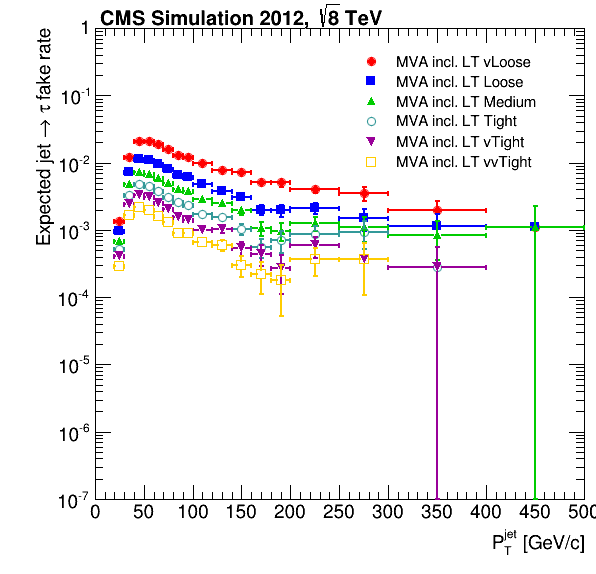 CMS Simulation 2012, √8 TeV
Expected jet → τ fake rate
1
10⁻¹
10⁻²
10⁻³
10⁻⁴
10⁻⁵
10⁻⁶
10⁻⁷
MVA incl. LT vLoose
MVA incl. LT Loose
MVA incl. LT Medium
MVA incl. LT Tight
MVA incl. LT vTight
MVA incl. LT vvTight
0 50 100 150 200 250 300 350 400 450 500
P_T^jet [GeV/c]